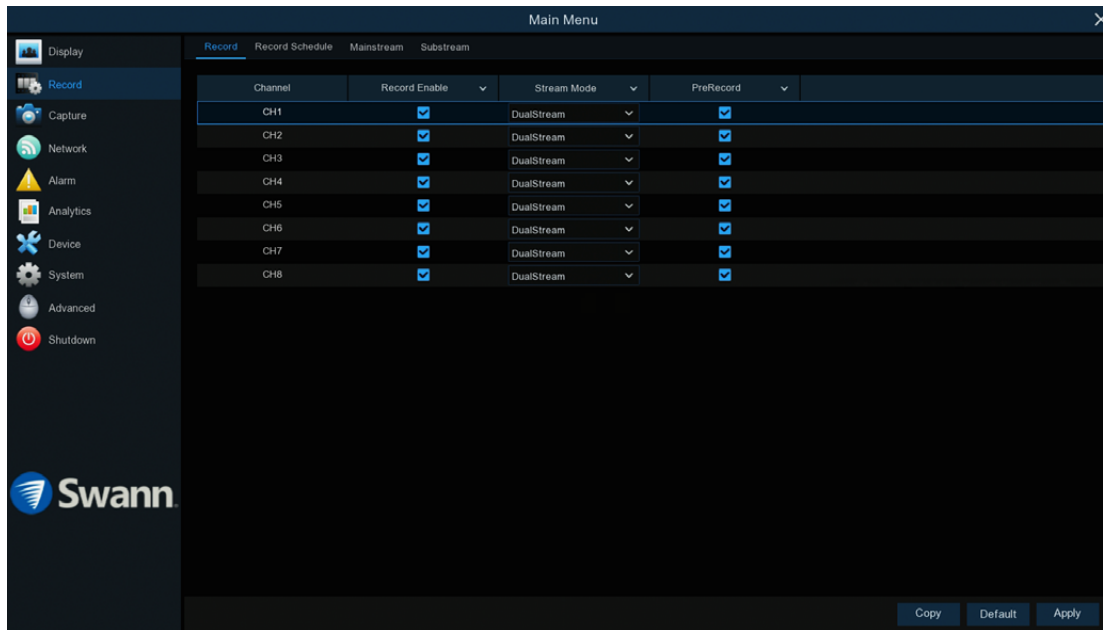 Main Menu
Display
Record
Capture
Network
Alarm
Analytics
Device
System
Advanced
Shutdown
Swann
Record Record Schedule Mainstream Substream
Channel Record Enable Stream Mode PreRecord
CH1 DualStream
CH2 DualStream
CH3 DualStream
CH4 DualStream
CH5 DualStream
CH6 DualStream
CH7 DualStream
CH8 DualStream
Copy Default Apply